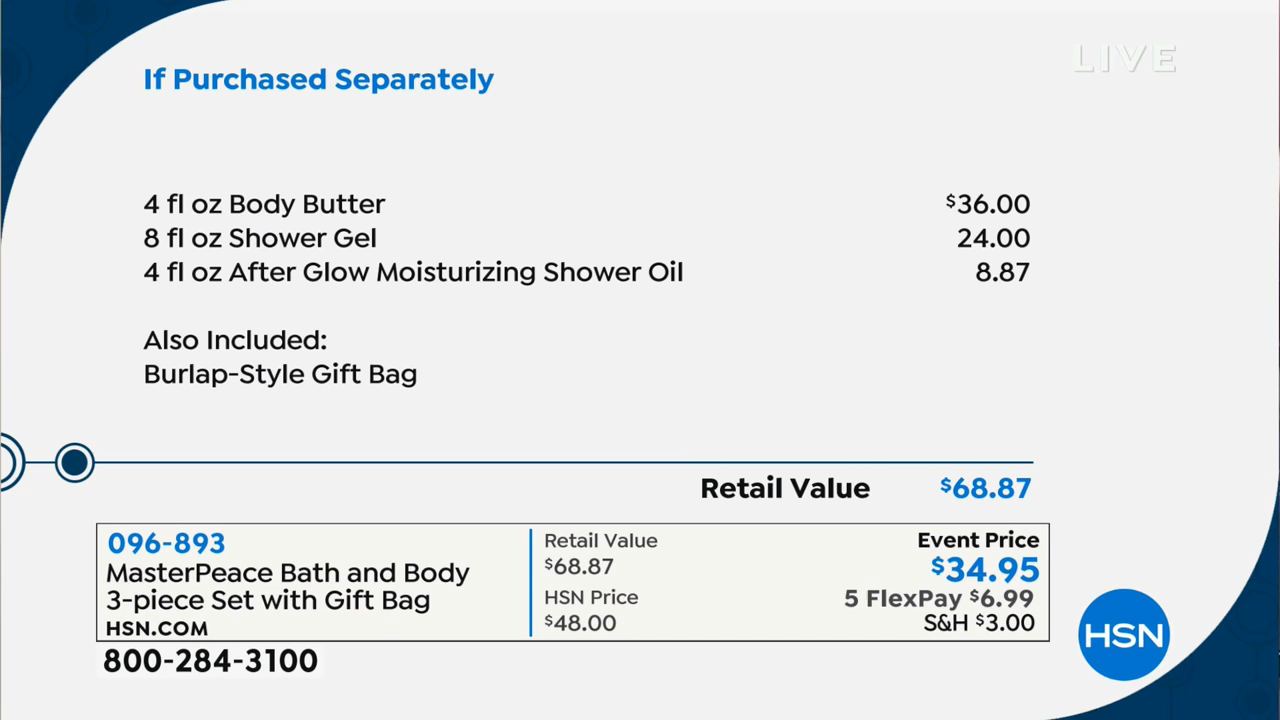 LIVE
If Purchased Separately
4 fl oz Body Butter $36.00
8 fl oz Shower Gel 24.00
4 fl oz After Glow Moisturizing Shower Oil 8.87
Also Included:
Burlap-Style Gift Bag
Retail Value $68.87
096-893
MasterPeace Bath and Body
3-piece Set with Gift Bag
HSN.COM
Retail Value
$68.87
HSN Price
$48.00
Event Price
$34.95
5 FlexPay $6.99
S&H $3.00
800-284-3100
HSN